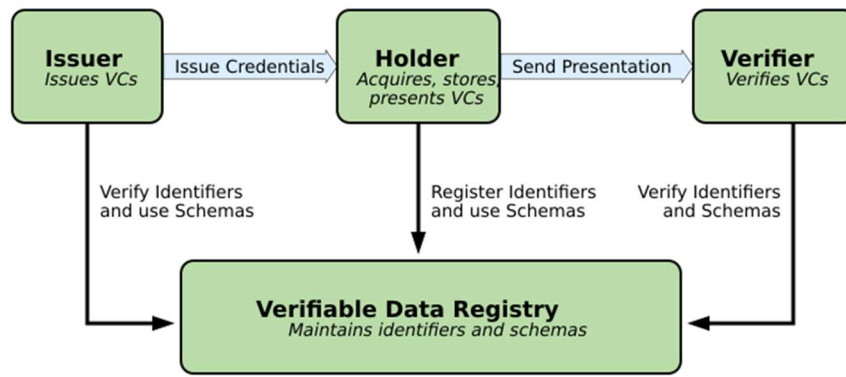 Issuer
Issues VCs
Issue Credentials
Holder
Acquires, stores,
presents VCs
Send Presentation
Verifier
Verifies VCs
Verify Identifiers
and use Schemas
Register Identifiers
and use Schemas
Verify Identifiers
and Schemas
Verifiable Data Registry
Maintains identifiers and schemas